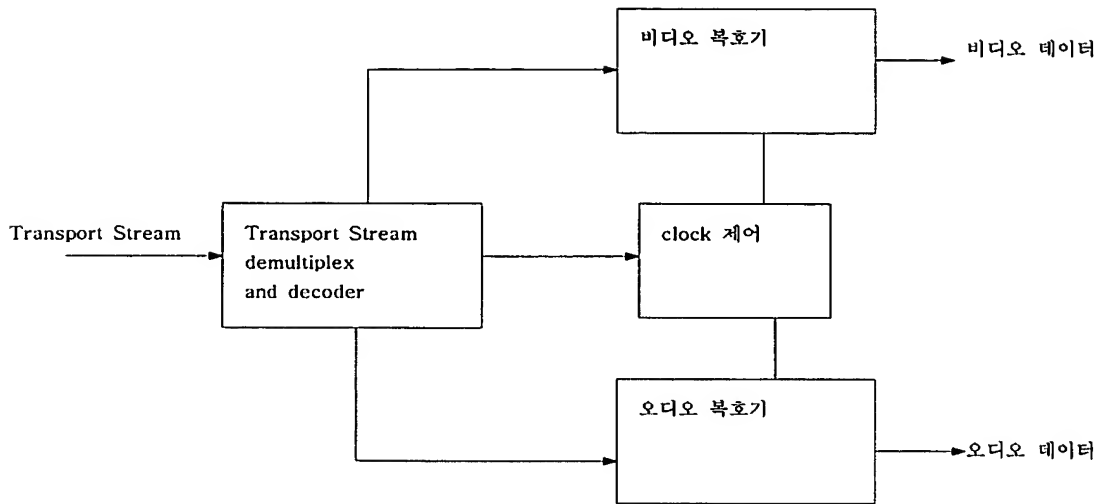 비디오 복호기
비디오 데이터
Transport Stream
Transport Stream
demultiplex
and decoder
clock 제어
오디오 복호기
오디오 데이터